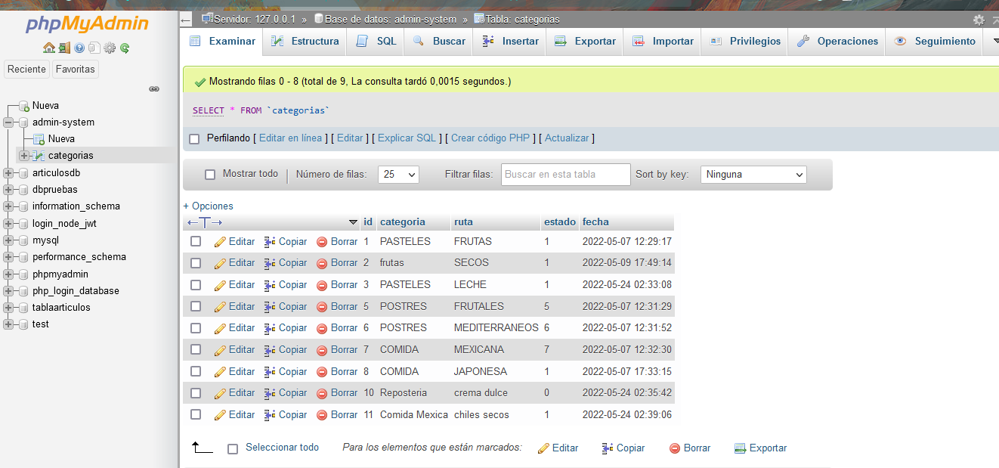 phpMyAdmin
Reciente Favoritas
Nueva
admin-system
Nueva
categorias
articulosdb
dbpruebas
information_schema
login_node_jwt
mysql
performance_schema
phpmyadmin
php_login_database
tablaarticulos
test
Servidor: 127.0.0.1 » Base de datos: admin-system » Tabla: categorias
Examinar Estructura SQL Buscar Insertar Exportar Importar Privilegios Operaciones Seguimiento
Mostrando filas 0 - 8 (total de 9, La consulta tardó 0,0015 segundos.)
SELECT * FROM `categorias`
Perfilando [ Editar en línea ] [ Editar ] [ Explicar SQL ] [ Crear código PHP ] [ Actualizar ]
Mostrar todo | Número de filas: 25 Filtrar filas: Buscar en esta tabla Sort by key: Ninguna
+ Opciones
←T→ id categoria ruta estado fecha
Editar Copiar Borrar 1 PASTELES FRUTAS 1 2022-05-07 12:29:17
Editar Copiar Borrar 2 frutas SECOS 1 2022-05-09 17:49:14
Editar Copiar Borrar 3 PASTELES LECHE 1 2022-05-24 02:33:08
Editar Copiar Borrar 5 POSTRES FRUTALES 5 2022-05-07 12:31:29
Editar Copiar Borrar 6 POSTRES MEDITERRANEOS 6 2022-05-07 12:31:52
Editar Copiar Borrar 7 COMIDA MEXICANA 7 2022-05-07 12:32:30
Editar Copiar Borrar 8 COMIDA JAPONESA 1 2022-05-07 17:33:15
Editar Copiar Borrar 10 Reposteria crema dulce 0 2022-05-24 02:35:42
Editar Copiar Borrar 11 Comida Mexica chiles secos 1 2022-05-24 02:39:06
Seleccionar todo Para los elementos que están marcados: Editar Copiar Borrar Exportar